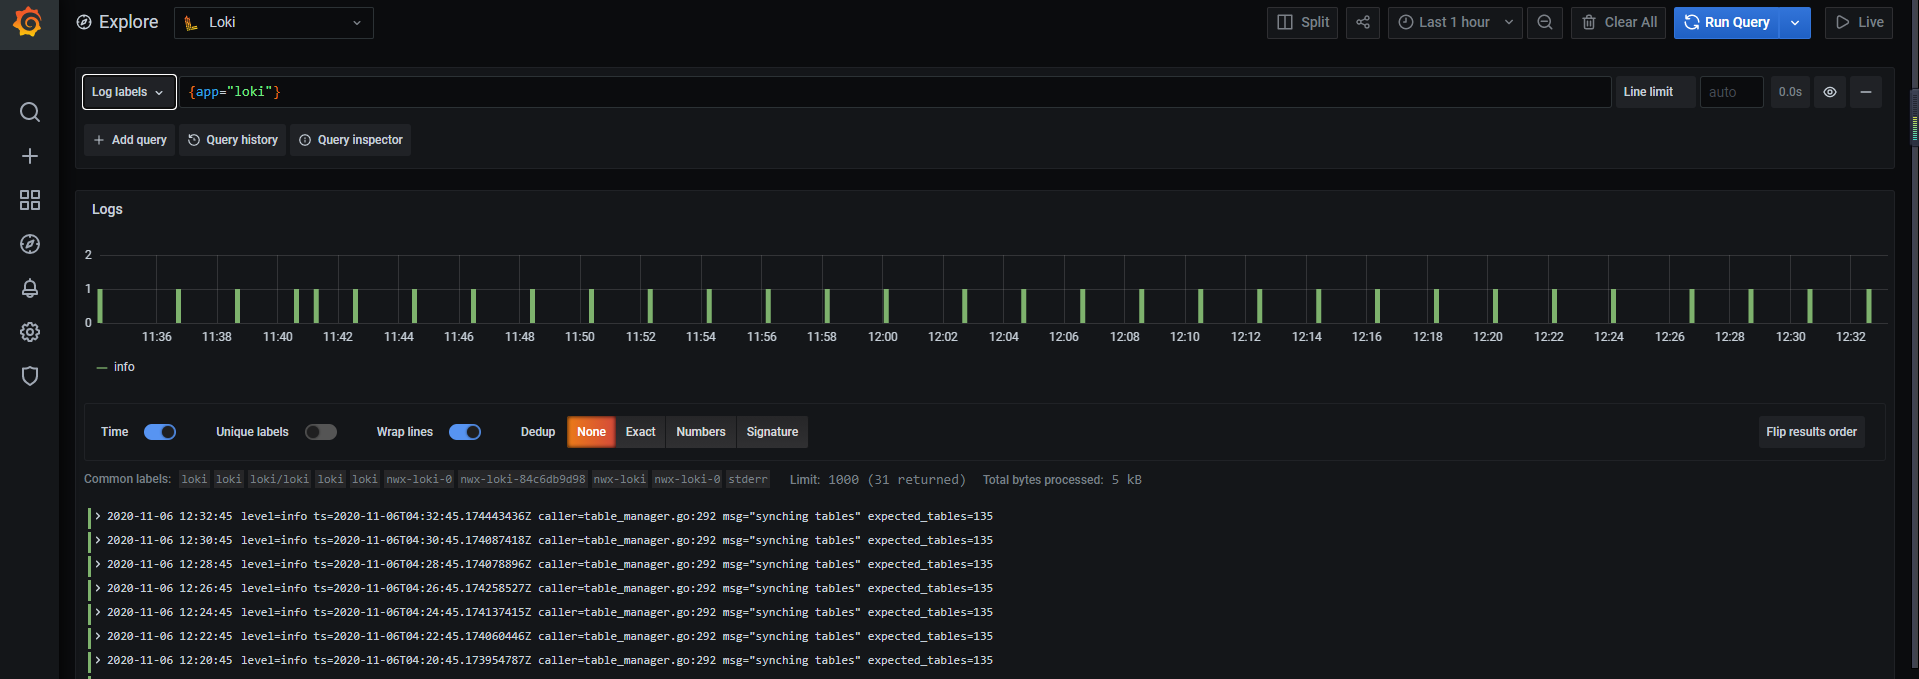 Explore Loki Split Last 1 hour Clear All Run Query Live
Log labels {app="loki"} Line limit auto 0.0s
Add query Query history Query inspector
Logs
2
1
0
11:36 11:38 11:40 11:42 11:44 11:46 11:48 11:50 11:52 11:54 11:56 11:58 12:00 12:02 12:04 12:06 12:08 12:10 12:12 12:14 12:16 12:18 12:20 12:22 12:24 12:26 12:28 12:30 12:32
info
Time Unique labels Wrap lines Dedup None Exact Numbers Signature Flip results order
Common labels: loki loki loki/loki loki loki nwx-loki-0 nwx-loki-84c6db9d98 nwx-loki nwx-loki-0 stderr Limit: 1000 (31 returned) Total bytes processed: 5 kB
2020-11-06 12:32:45 level=info ts=2020-11-06T04:32:45.174443436Z caller=table_manager.go:292 msg="synching tables" expected_tables=135
2020-11-06 12:30:45 level=info ts=2020-11-06T04:30:45.174087418Z caller=table_manager.go:292 msg="synching tables" expected_tables=135
2020-11-06 12:28:45 level=info ts=2020-11-06T04:28:45.174078896Z caller=table_manager.go:292 msg="synching tables" expected_tables=135
2020-11-06 12:26:45 level=info ts=2020-11-06T04:26:45.174258527Z caller=table_manager.go:292 msg="synching tables" expected_tables=135
2020-11-06 12:24:45 level=info ts=2020-11-06T04:24:45.174137415Z caller=table_manager.go:292 msg="synching tables" expected_tables=135
2020-11-06 12:22:45 level=info ts=2020-11-06T04:22:45.174060446Z caller=table_manager.go:292 msg="synching tables" expected_tables=135
2020-11-06 12:20:45 level=info ts=2020-11-06T04:20:45.173954787Z caller=table_manager.go:292 msg="synching tables" expected_tables=135